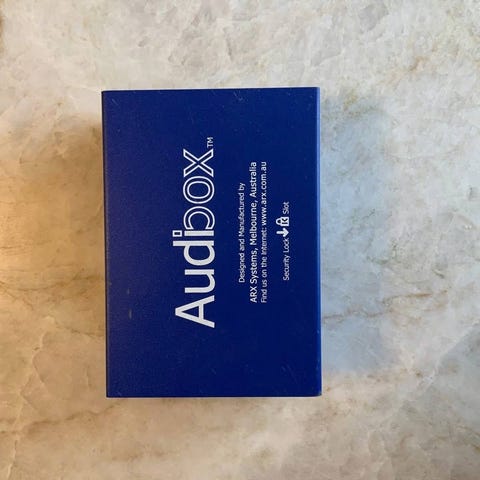 Audibox™
Designed and Manufactured by
ARX Systems, Melbourne, Australia
Find us on the Internet: www.arx.com.au
Security Lock Slot